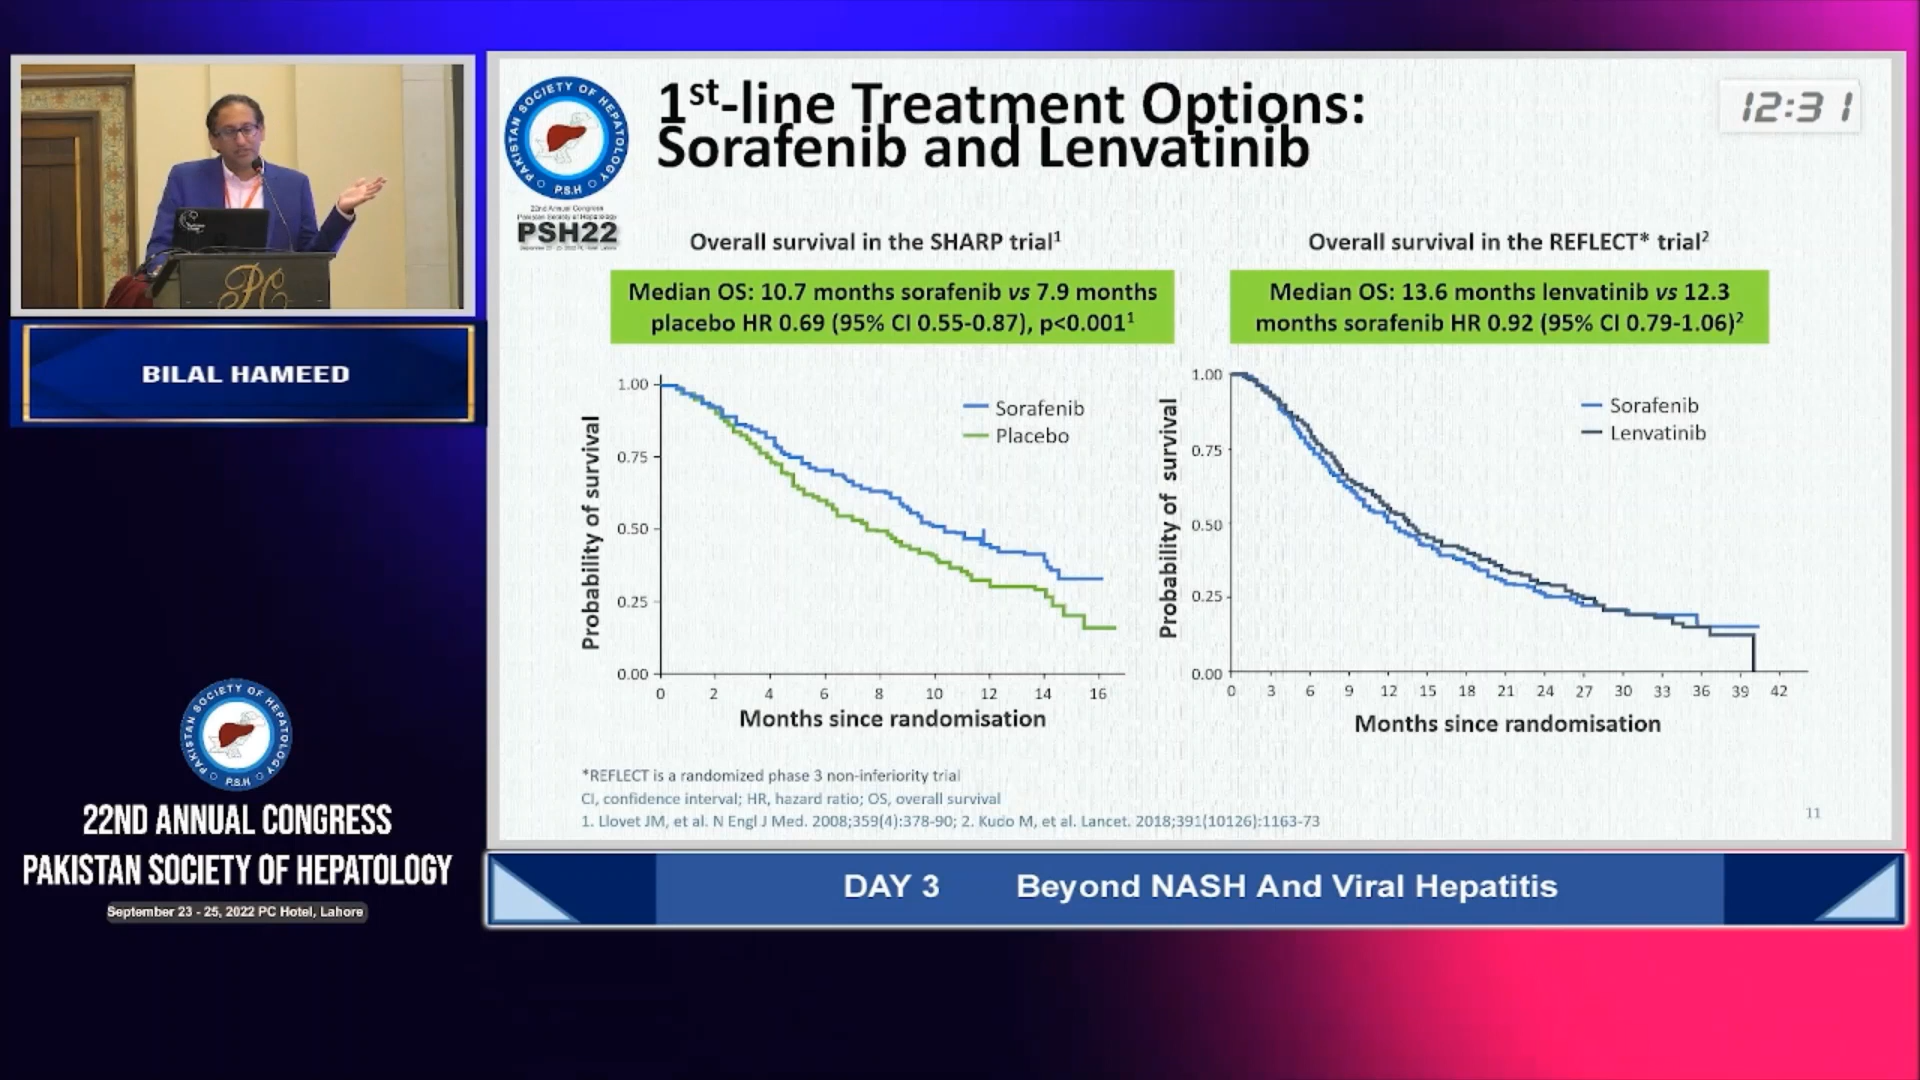 PAKISTAN SOCIETY OF HEPATOLOGY
P.S.H
22nd Annual Congress
Pakistan Society of Hepatology
PSH22
1st-line Treatment Options:
Sorafenib and Lenvatinib
12:31
PC
BILAL HAMEED
Overall survival in the SHARP trial1
Median OS: 10.7 months sorafenib vs 7.9 months
placebo HR 0.69 (95% CI 0.55-0.87), p<0.0011
Probability of survival
1.00
0.75
0.50
0.25
0.00
Sorafenib
Placebo
0 2 4 6 8 10 12 14 16
Months since randomisation
Overall survival in the REFLECT* trial2
Median OS: 13.6 months lenvatinib vs 12.3
months sorafenib HR 0.92 (95% CI 0.79-1.06)2
Probability of survival
1.00
0.75
0.50
0.25
0.00
Sorafenib
Lenvatinib
0 3 6 9 12 15 18 21 24 27 30 33 36 39 42
Months since randomisation
*REFLECT is a randomized phase 3 non-inferiority trial
CI, confidence interval; HR, hazard ratio; OS, overall survival
1. Llovet JM, et al. N Engl J Med. 2008;359(4):378-90; 2. Kudo M, et al. Lancet. 2018;391(10126):1163-73
11
PAKISTAN SOCIETY OF HEPATOLOGY
P.S.H
22ND ANNUAL CONGRESS
PAKISTAN SOCIETY OF HEPATOLOGY
September 23 - 25, 2022 PC Hotel, Lahore
DAY 3 Beyond NASH And Viral Hepatitis